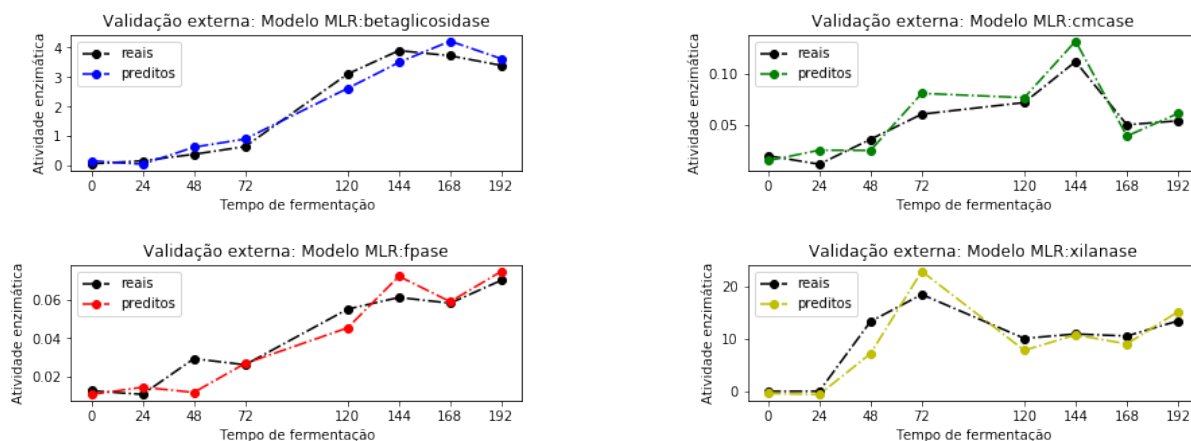 Validação externa: Modelo MLR:betaglicosidase
Atividade enzimática
4
3
2
1
0
reais
preditos
0 24 48 72 120 144 168 192
Tempo de fermentação
Validação externa: Modelo MLR:cmcase
Atividade enzimática
0.10
0.05
reais
preditos
0 24 48 72 120 144 168 192
Tempo de fermentação
Validação externa: Modelo MLR:fpase
Atividade enzimática
0.06
0.04
0.02
reais
preditos
0 24 48 72 120 144 168 192
Tempo de fermentação
Validação externa: Modelo MLR:xilanase
Atividade enzimática
20
10
0
reais
preditos
0 24 48 72 120 144 168 192
Tempo de fermentação